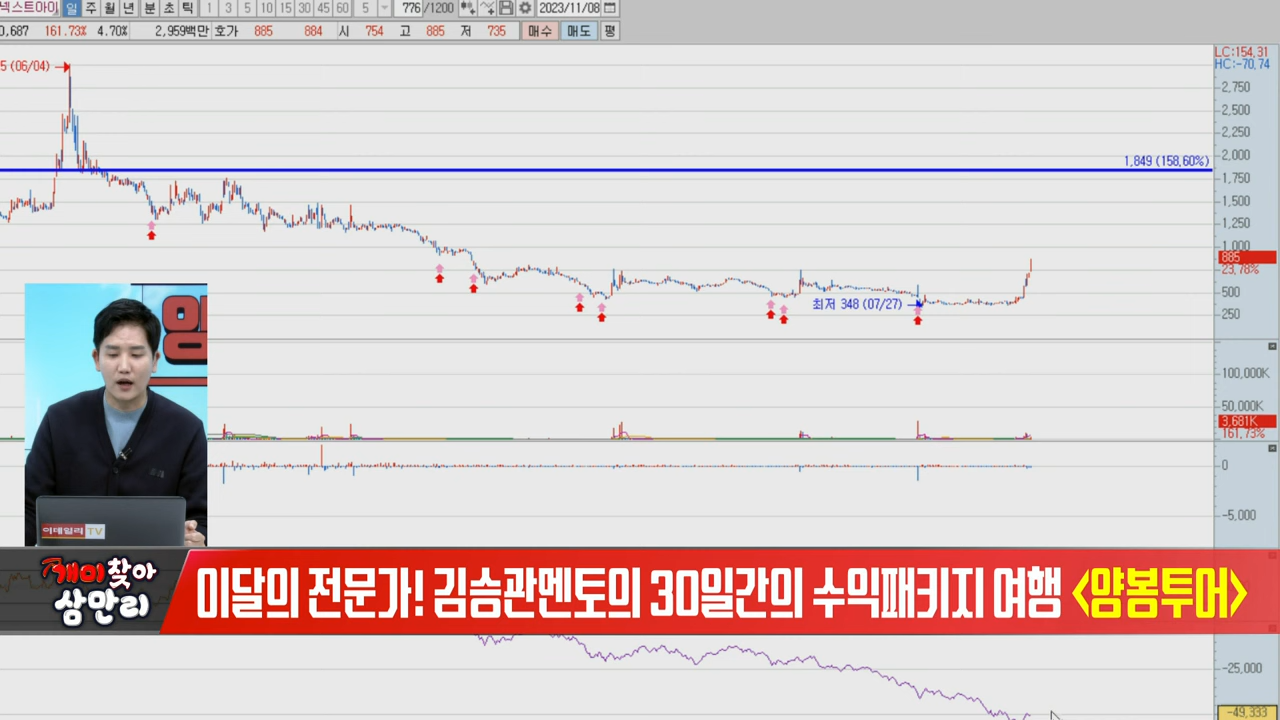 넥스트아이 일 주 월 년 분 초 틱 1 3 5 10 15 30 45 60 5 776 /1200 2023/11/08
0,687 161.73% 4.70% 2,959백만 호가 885 884 시 754 고 885 저 735 매수 매도 평
5 (06/04)
LC:154.31
HC:-70.74
2,750
2,500
2,250
2,000
1,849 (158,60%)
1,750
1,500
1,250
1,000
885
23,78%
500
250
최저 348 (07/27)
100,000K
50,000K
3,681K
161,73%
0
-5,000
이데일리 TV
개미찾아
삼만리
이달의 전문가! 김승관멘토의 30일간의 수익패키지 여행 <양봉투어>
-25,000
-49,333